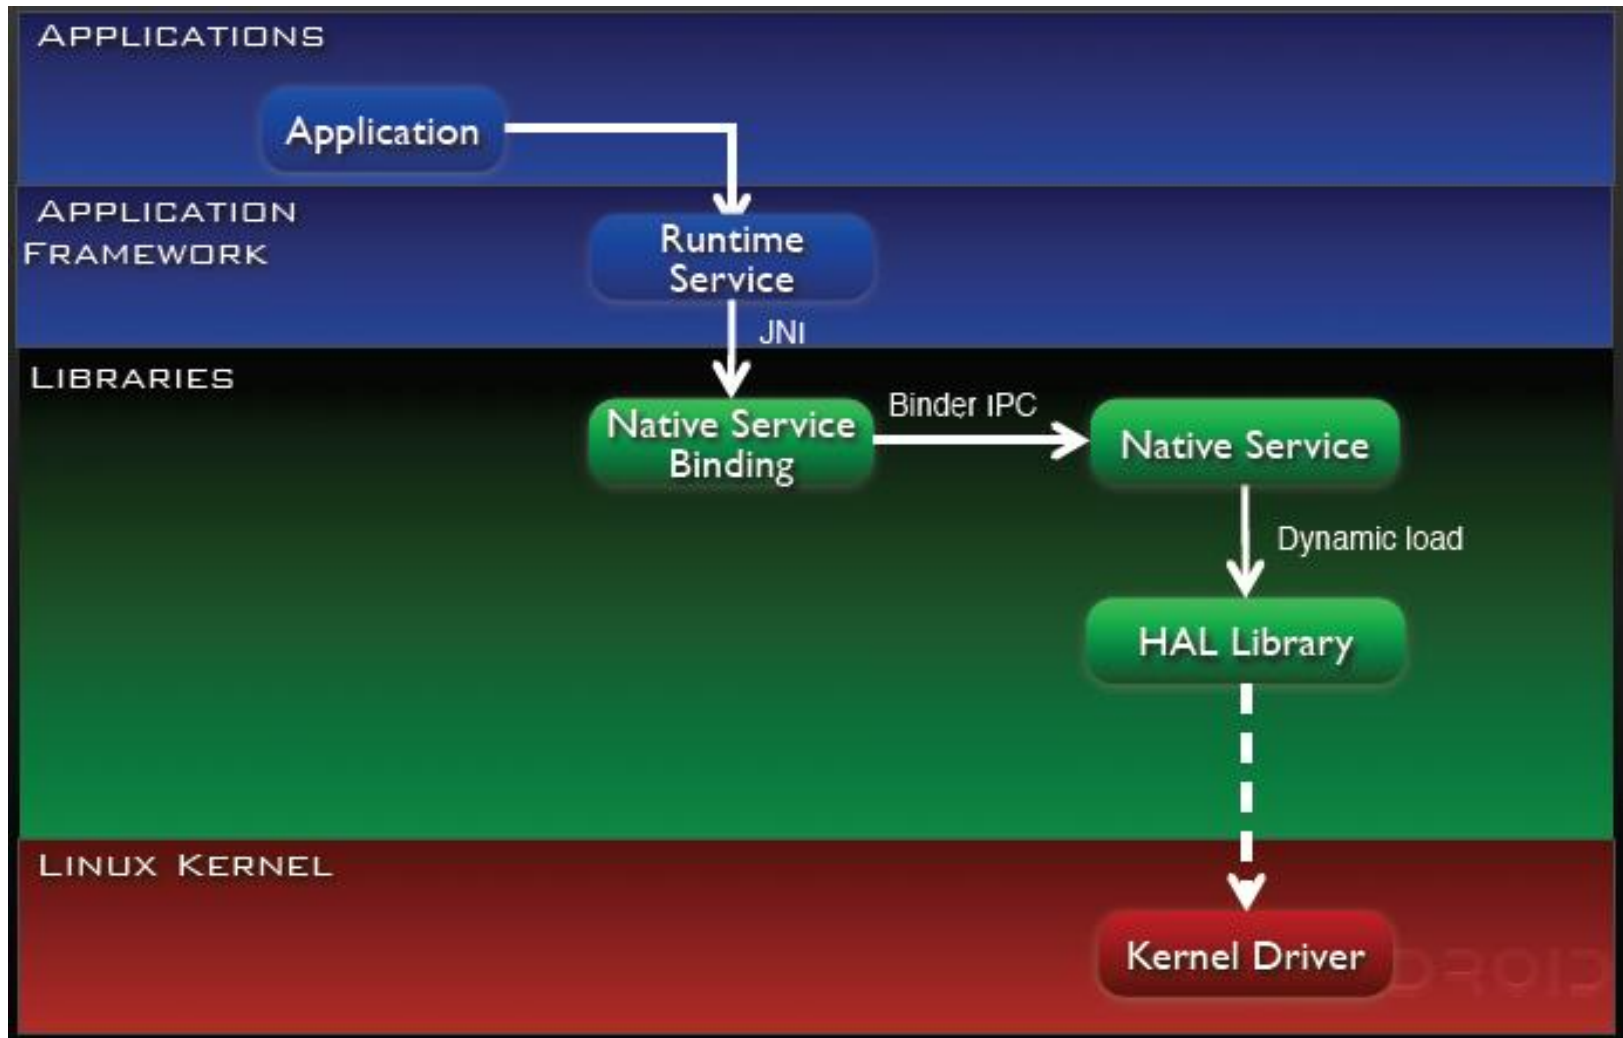 APPLICATIONS
Application
APPLICATION
FRAMEWORK
Runtime
Service
JNI
LIBRARIES
Native Service
Binding
Binder IPC
Native Service
Dynamic load
HAL Library
LINUX KERNEL
Kernel Driver
DROID